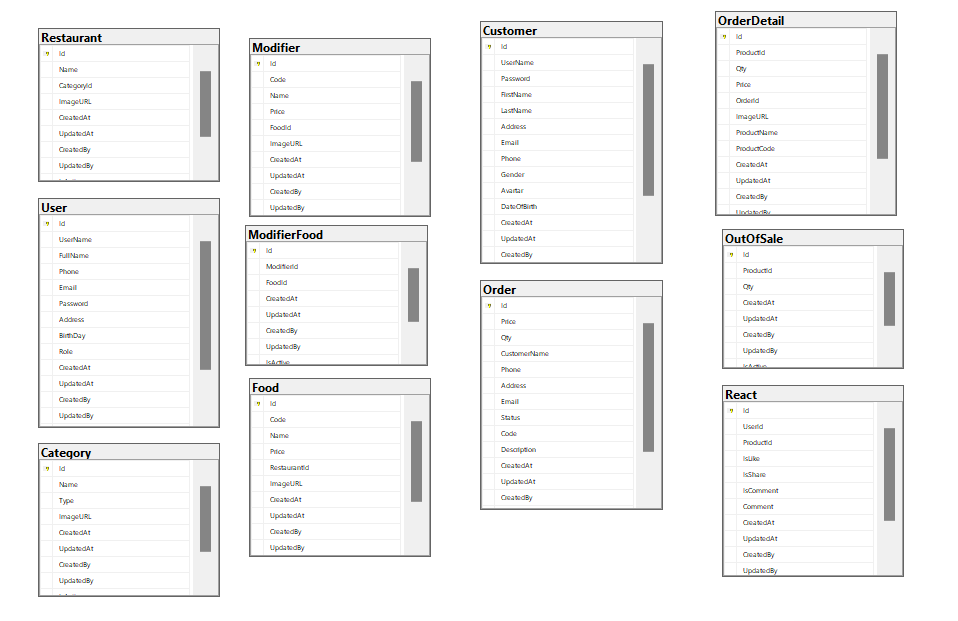 Restaurant
Id
Name
CategoryId
ImageURL
CreatedAt
UpdatedAt
CreatedBy
UpdatedBy
User
Id
UserName
FullName
Phone
Email
Password
Address
BirthDay
Role
CreatedAt
UpdatedAt
CreatedBy
UpdatedBy
Category
Id
Name
Type
ImageURL
CreatedAt
UpdatedAt
CreatedBy
UpdatedBy
Modifier
Id
Code
Name
Price
FoodId
ImageURL
CreatedAt
UpdatedAt
CreatedBy
UpdatedBy
ModifierFood
Id
ModifierId
FoodId
CreatedAt
UpdatedAt
CreatedBy
UpdatedBy
IsActive
Food
Id
Code
Name
Price
RestaurantId
ImageURL
CreatedAt
UpdatedAt
CreatedBy
UpdatedBy
Customer
Id
UserName
Password
FirstName
LastName
Address
Email
Phone
Gender
Avartar
DateOfBirth
CreatedAt
UpdatedAt
CreatedBy
Order
Id
Price
Qty
CustomerName
Phone
Address
Email
Status
Code
Description
CreatedAt
UpdatedAt
CreatedBy
OrderDetail
Id
ProductId
Qty
Price
OrderId
ImageURL
ProductName
ProductCode
CreatedAt
UpdatedAt
CreatedBy
UpdatedBy
OutOfSale
Id
ProductId
Qty
CreatedAt
UpdatedAt
CreatedBy
UpdatedBy
IsActive
React
Id
UserId
ProductId
IsLike
IsShare
IsComment
Comment
CreatedAt
UpdatedAt
CreatedBy
UpdatedBy